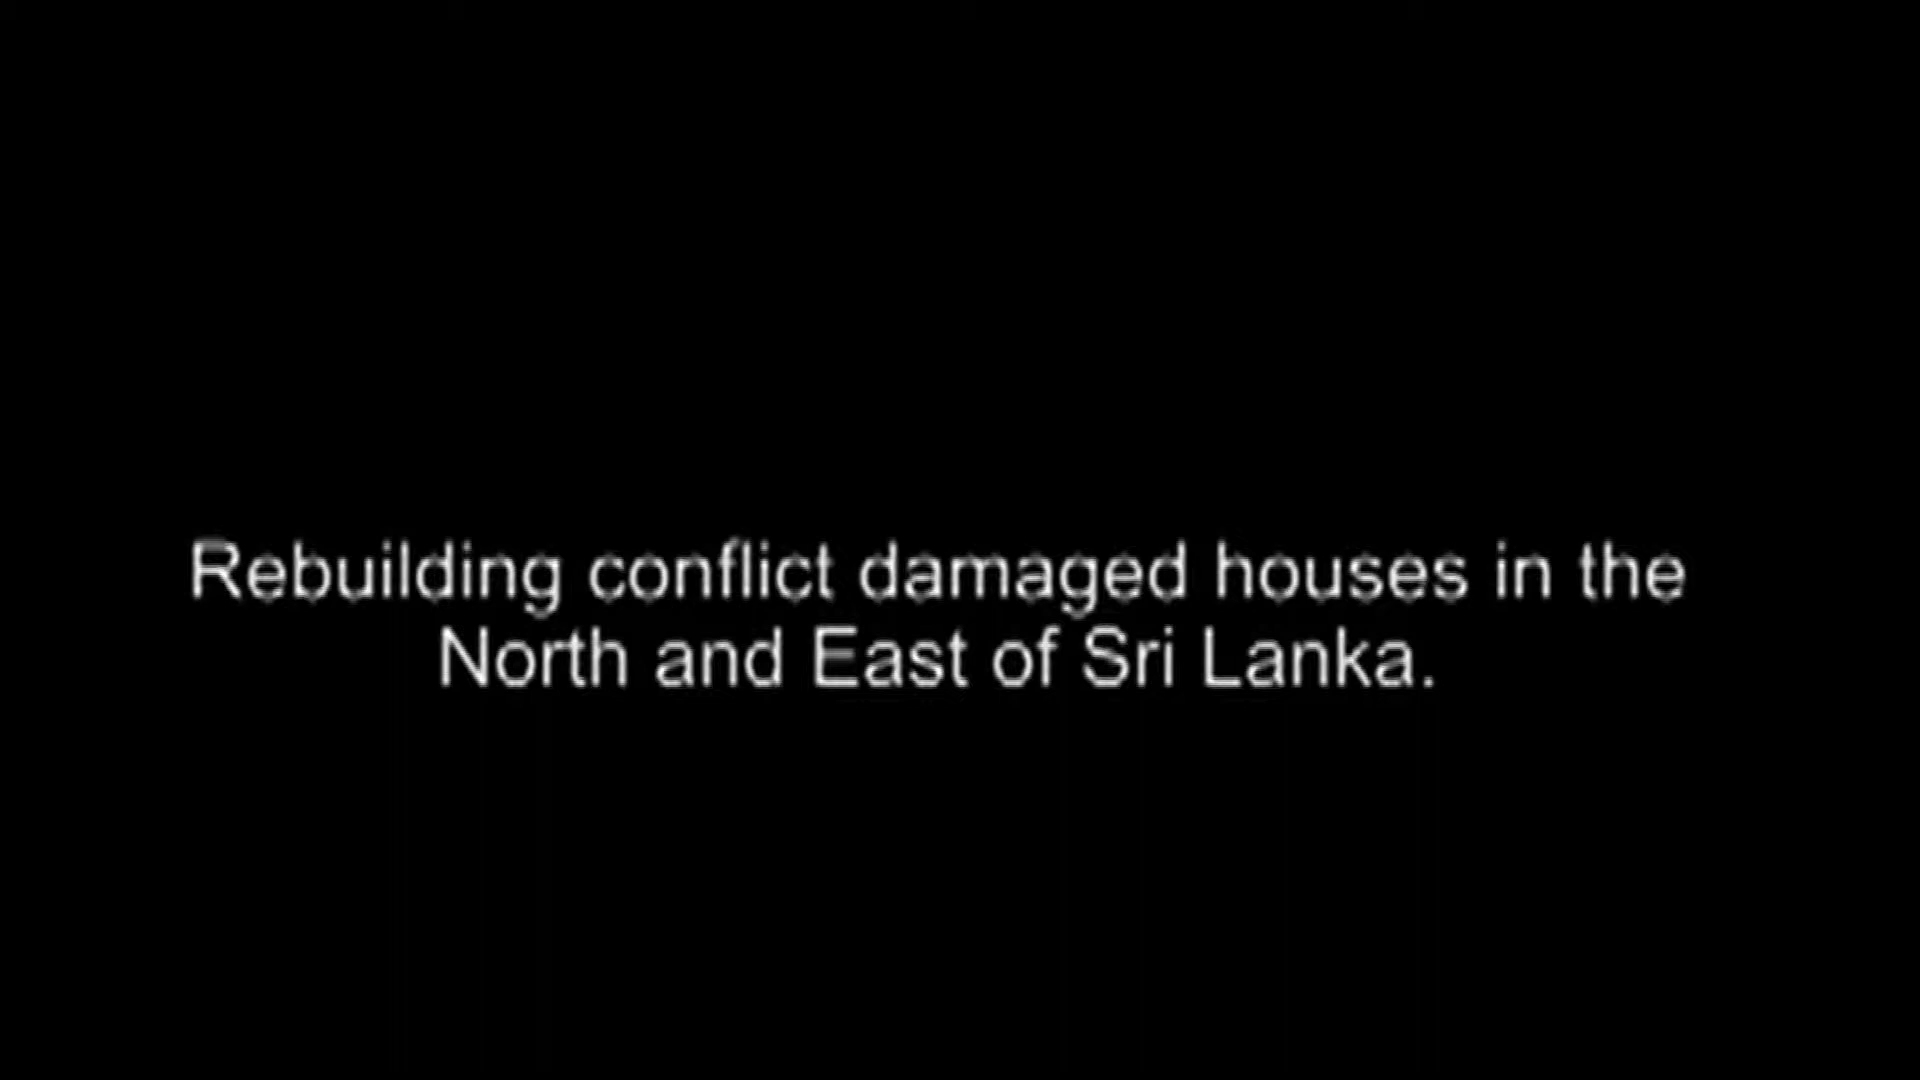 Rebuilding conflict damaged houses in the
North and East of Sri Lanka.